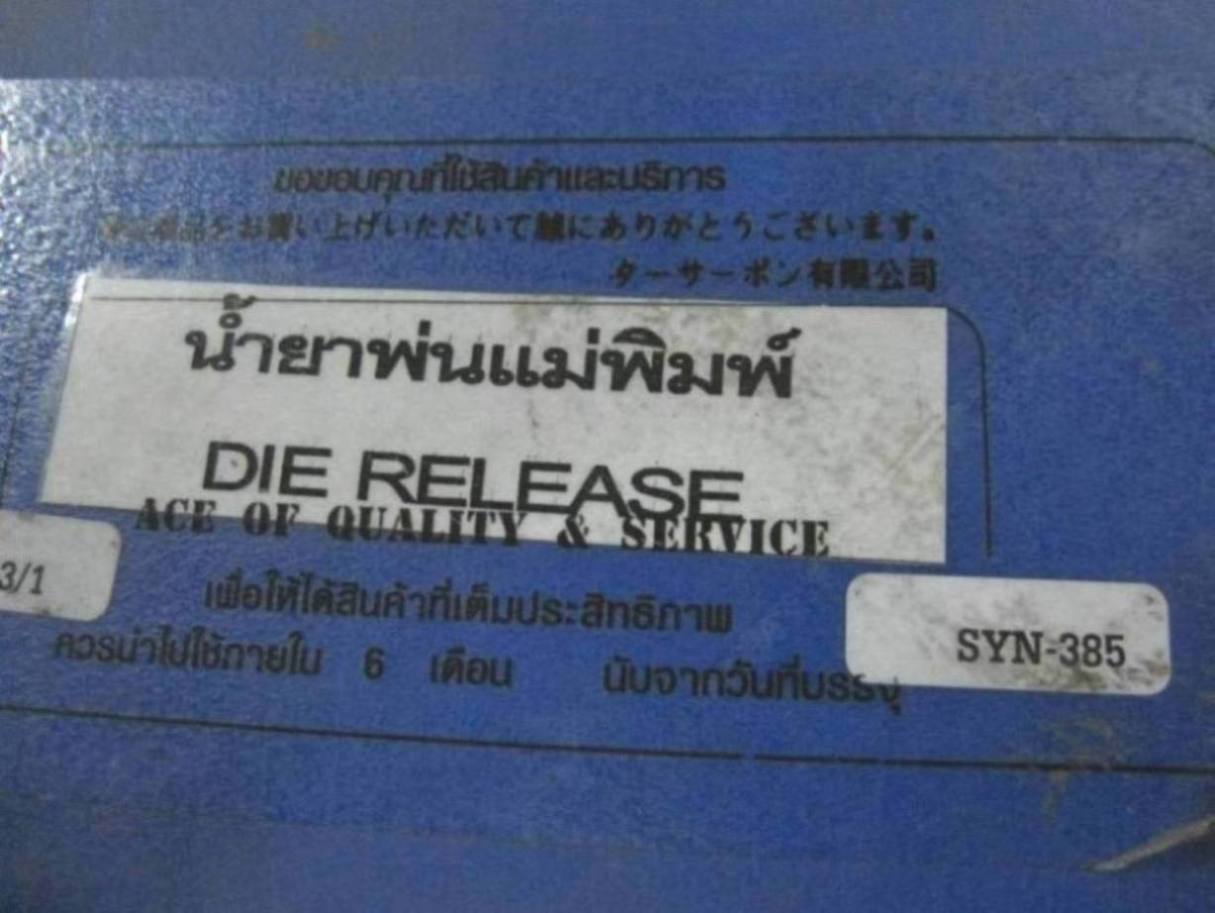 ขอขอบคุณที่ใช้สินค้าและบริการ
をお買い上げいただいて誠にありがとうございます。
ターサーポン有限公司
น้ำยาพ่นแม่พิมพ์
DIE RELEASE
ACE OF QUALITY & SERVICE
3/1
เพื่อให้ได้สินค้าที่เต็มประสิทธิภาพ
SYN-385
ควรนำไปใช้ภายใน 6 เดือน นับจากวันที่บรรจุ